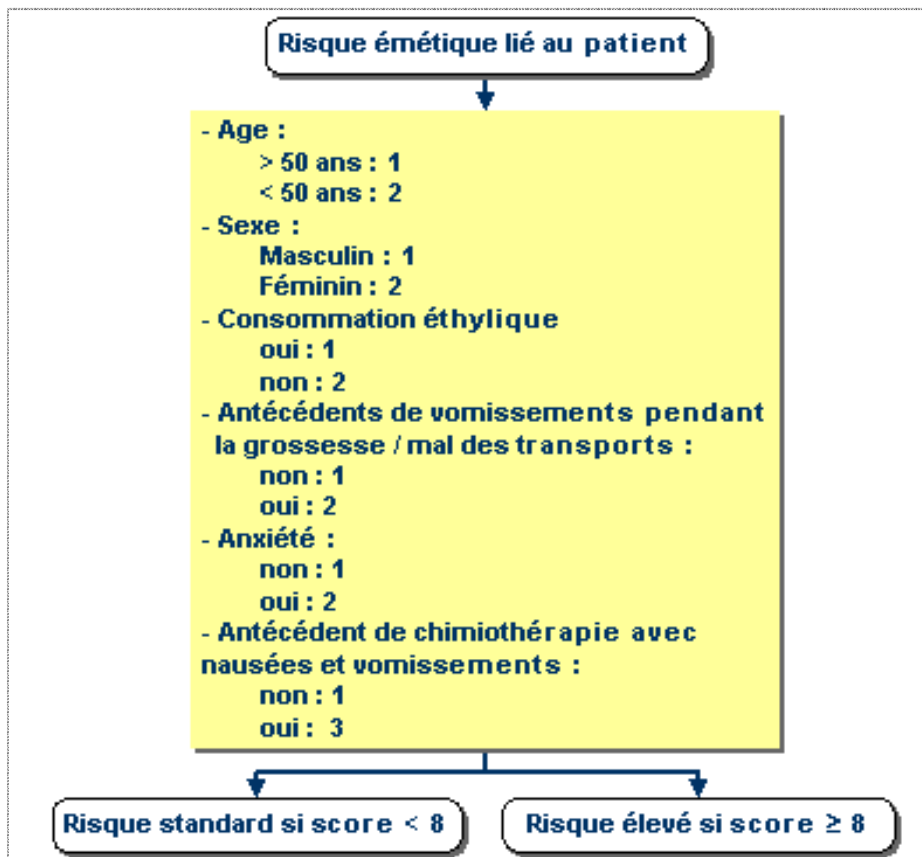 Risque émétique lié au patient
- Age :
> 50 ans : 1
< 50 ans : 2
- Sexe :
Masculin : 1
Féminin : 2
- Consommation éthylique
oui : 1
non : 2
- Antécédents de vomissements pendant
la grossesse / mal des transports :
non : 1
oui : 2
- Anxiété :
non : 1
oui : 2
- Antécédent de chimiothérapie avec
nausées et vomissements :
non : 1
oui : 3
Risque standard si score < 8
Risque élevé si score ≥ 8